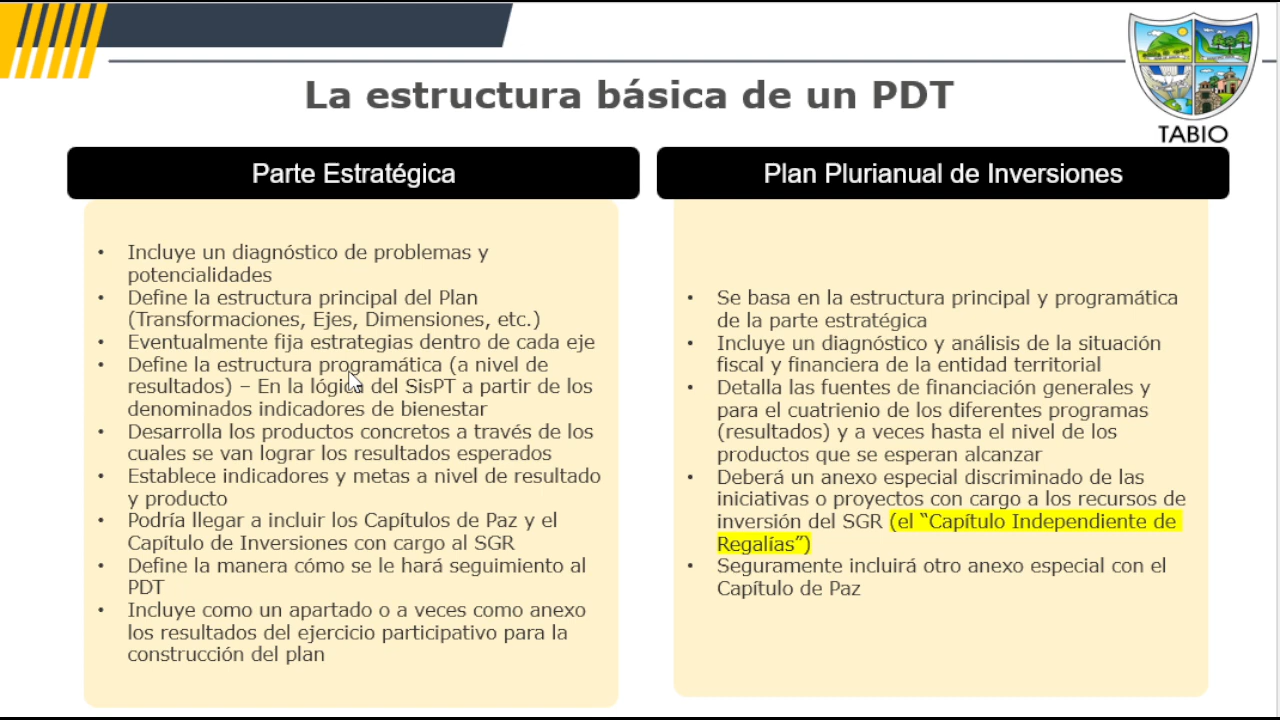 La estructura básica de un PDT
TABIO
Parte Estratégica
• Incluye un diagnóstico de problemas y
potencialidades
• Define la estructura principal del Plan
(Transformaciones, Ejes, Dimensiones, etc.)
• Eventualmente fija estrategias dentro de cada eje
• Define la estructura programática (a nivel de
resultados) – En la lógica del SisPT a partir de los
denominados indicadores de bienestar
• Desarrolla los productos concretos a través de los
cuales se van lograr los resultados esperados
• Establece indicadores y metas a nivel de resultado
y producto
• Podría llegar a incluir los Capítulos de Paz y el
Capítulo de Inversiones con cargo al SGR
• Define la manera cómo se le hará seguimiento al
PDT
• Incluye como un apartado o a veces como anexo
los resultados del ejercicio participativo para la
construcción del plan
Plan Plurianual de Inversiones
• Se basa en la estructura principal y programática
de la parte estratégica
• Incluye un diagnóstico y análisis de la situación
fiscal y financiera de la entidad territorial
• Detalla las fuentes de financiación generales y
para el cuatrienio de los diferentes programas
(resultados) y a veces hasta el nivel de los
productos que se esperan alcanzar
• Deberá un anexo especial discriminado de las
iniciativas o proyectos con cargo a los recursos de
inversión del SGR (el “Capítulo Independiente de
Regalías”)
• Seguramente incluirá otro anexo especial con el
Capítulo de Paz